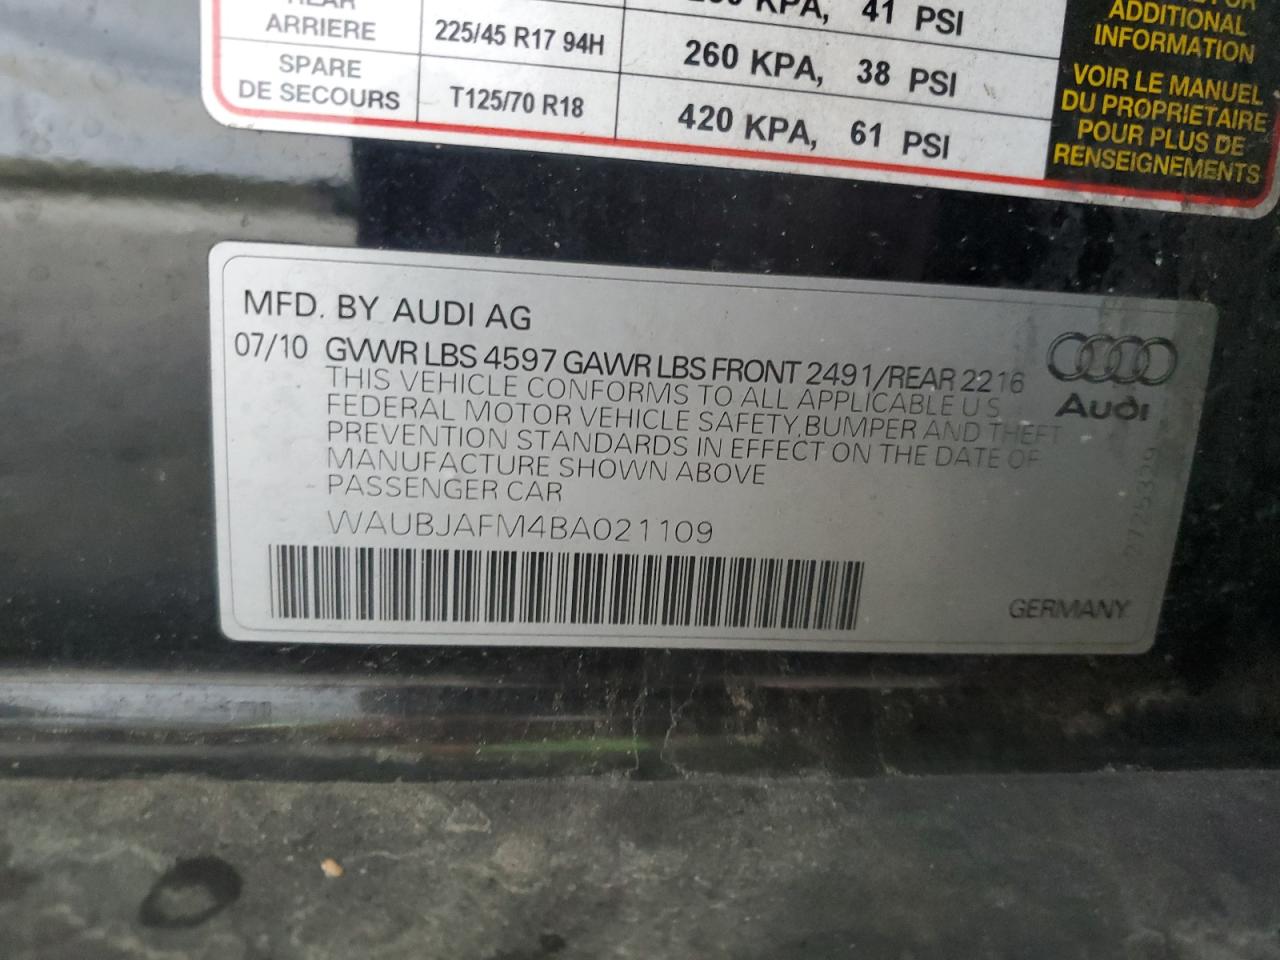 KPA, 41 PSI
REAR
ARRIERE 225/45 R17 94H 260 KPA, 38 PSI
SPARE
DE SECOURS T125/70 R18 420 KPA, 61 PSI
ADDITIONAL
INFORMATION
VOIR LE MANUEL
DU PROPRIETAIRE
POUR PLUS DE
RENSEIGNEMENTS
MFD. BY AUDI AG
07/10 GVWR LBS 4597 GAWR LBS FRONT 2491/REAR 2216
THIS VEHICLE CONFORMS TO ALL APPLICABLE U S
FEDERAL MOTOR VEHICLE SAFETY,BUMPER AND THEFT
PREVENTION STANDARDS IN EFFECT ON THE DATE OF
MANUFACTURE SHOWN ABOVE
PASSENGER CAR
WAUBJAFM4BA021109
Audi
GERMANY